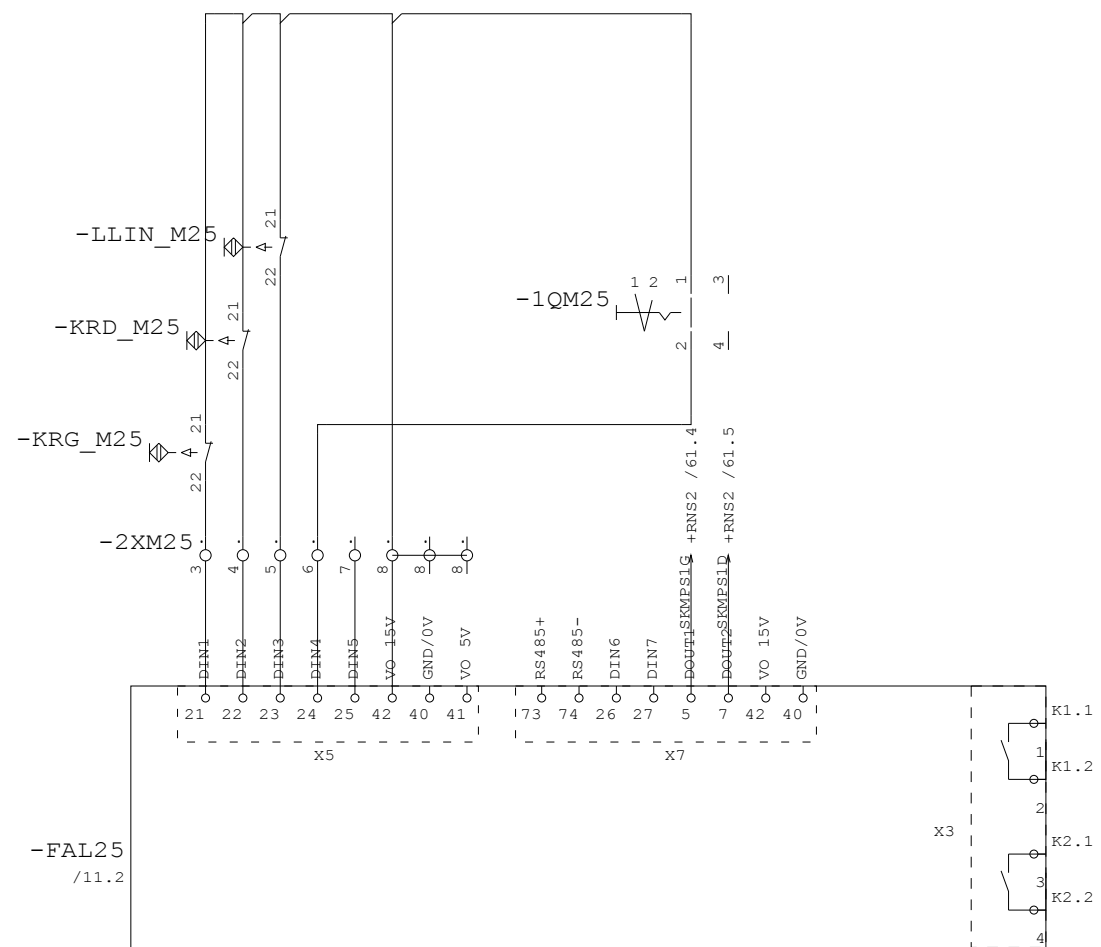 21
-LLIN_M25
22
1 2
1
3
-1QM25
2
4
21
-KRD_M25
22
21
-KRG_M25
22
SKMPS1G +RNS2 /61.4
SKMPS1D +RNS2 /61.5
-2XM25
3
4
5
6
7
8
8
8
DIN1
DIN2
DIN3
DIN4
DIN5
VO 15V
GND/0V
VO 5V
RS485+
RS485-
DIN6
DIN7
DOUT1
DOUT2
VO 15V
GND/0V
21 22 23 24 25 42 40 41
73 74 26 27 5 7 42 40
X5
X7
K1.1
1
K1.2
2
X3
K2.1
3
K2.2
4
-FAL25
/11.2